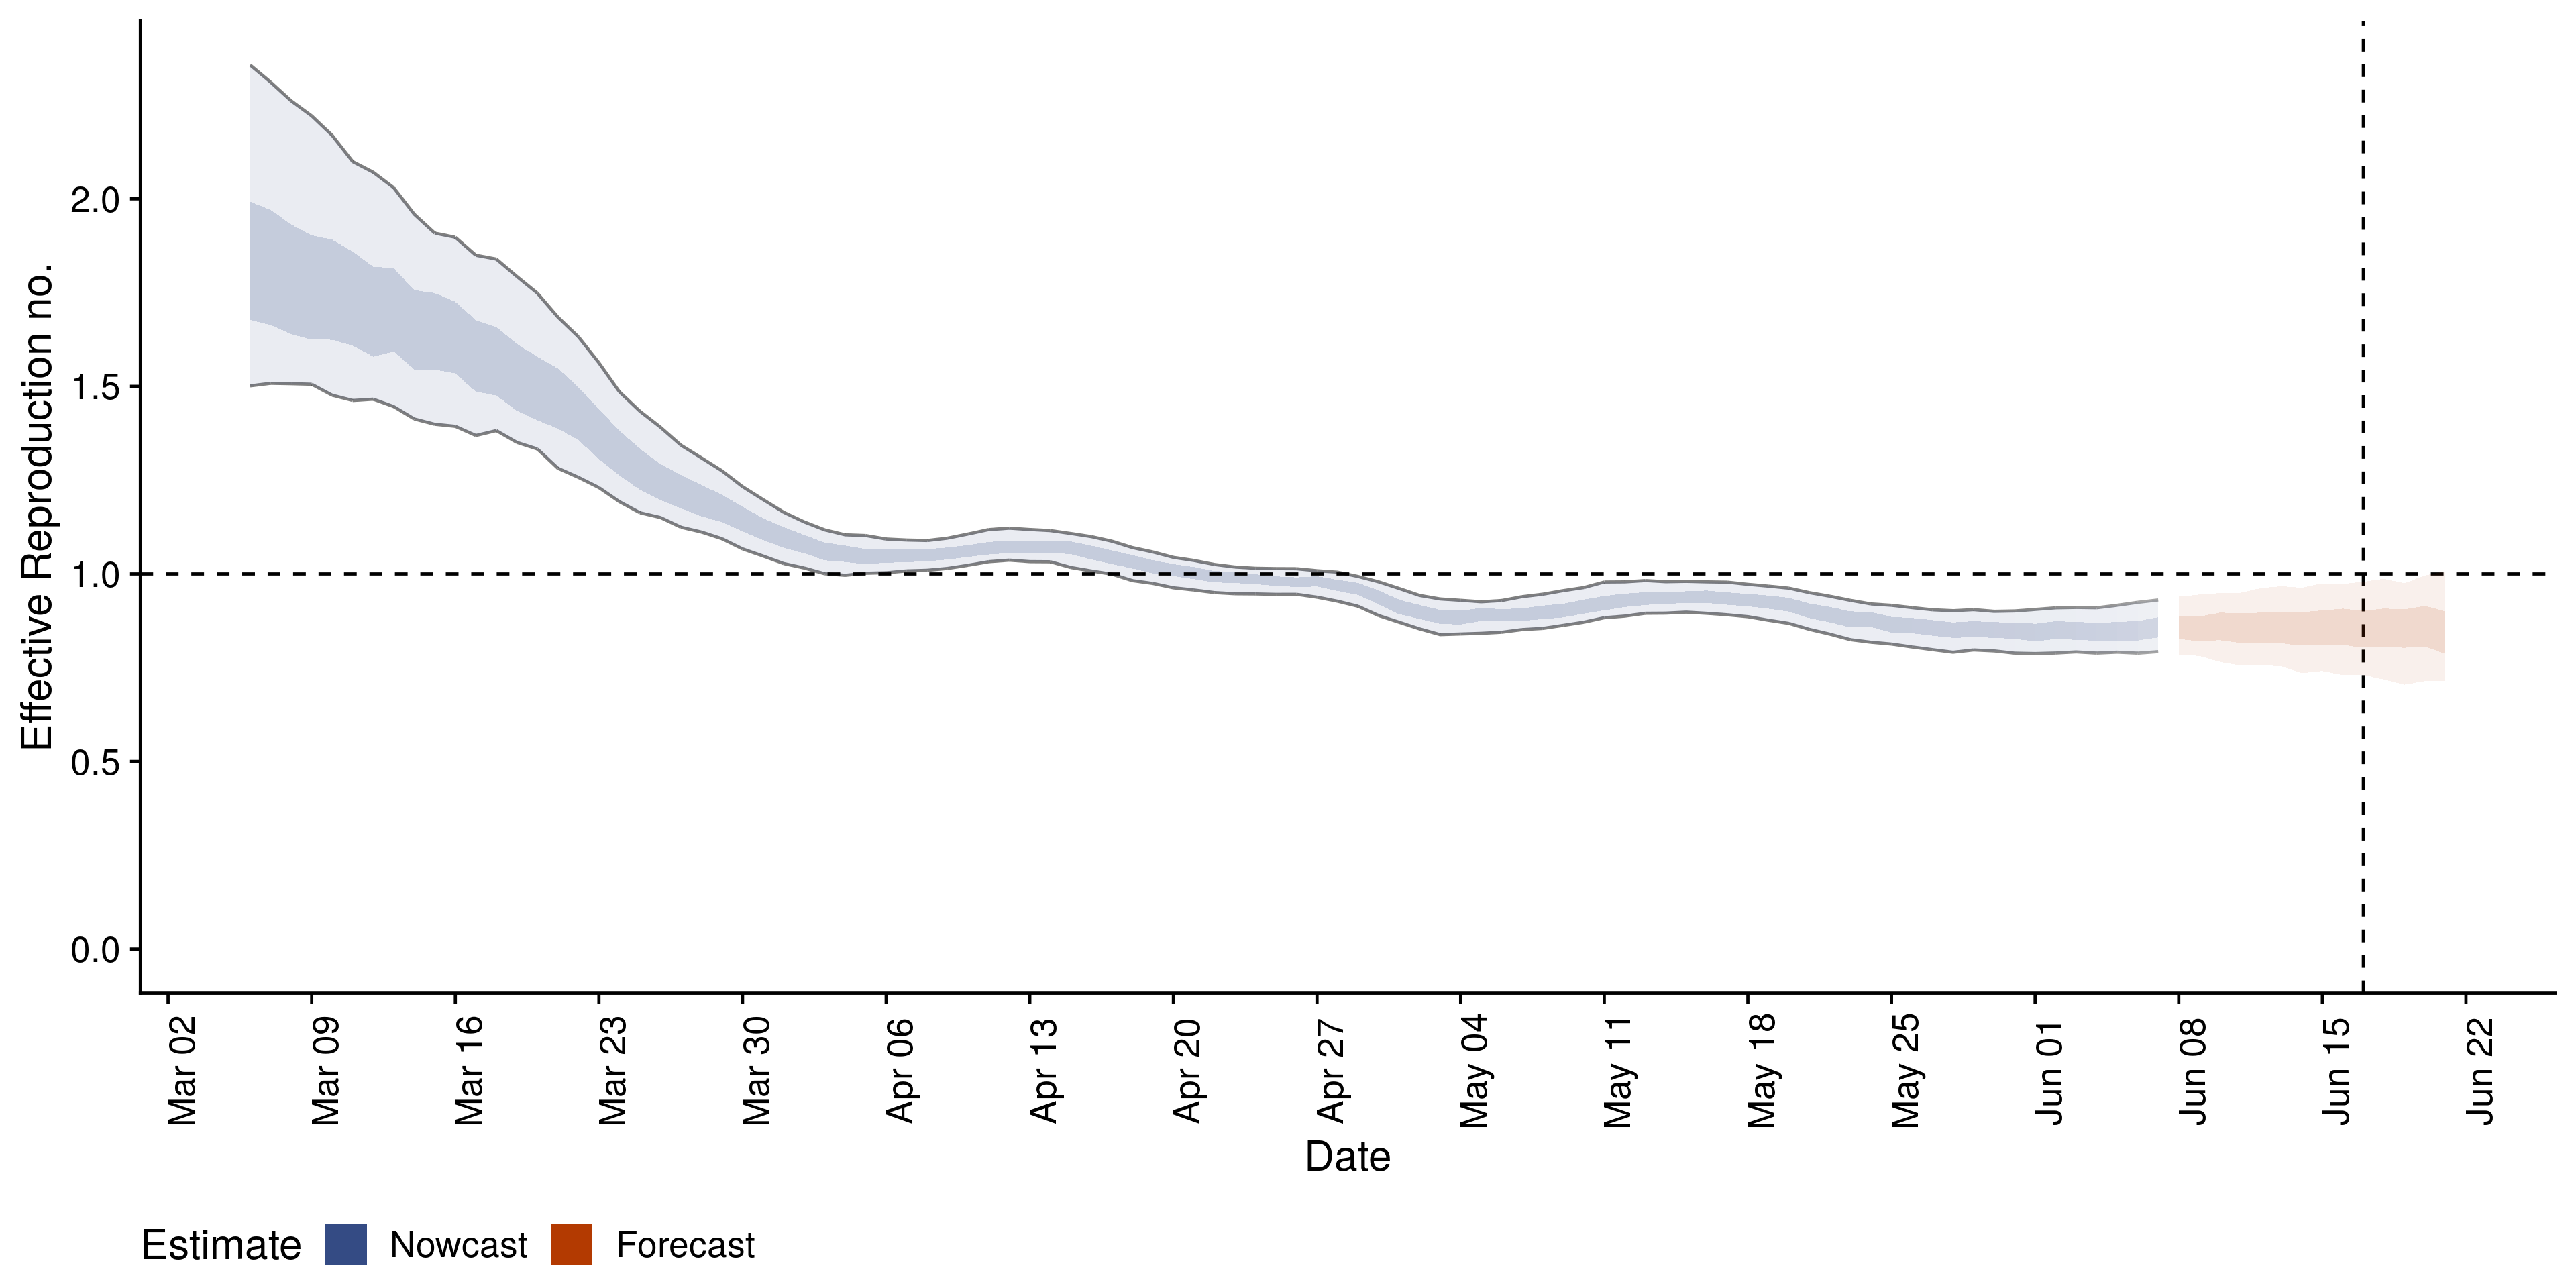 Effective Reproduction no.
2.0
1.5
1.0
0.5
0.0
Mar 02
Mar 09
Mar 16
Mar 23
Mar 30
Apr 06
Apr 13
Apr 20
Apr 27
May 04
May 11
May 18
May 25
Jun 01
Jun 08
Jun 15
Jun 22
Date
Estimate Nowcast Forecast